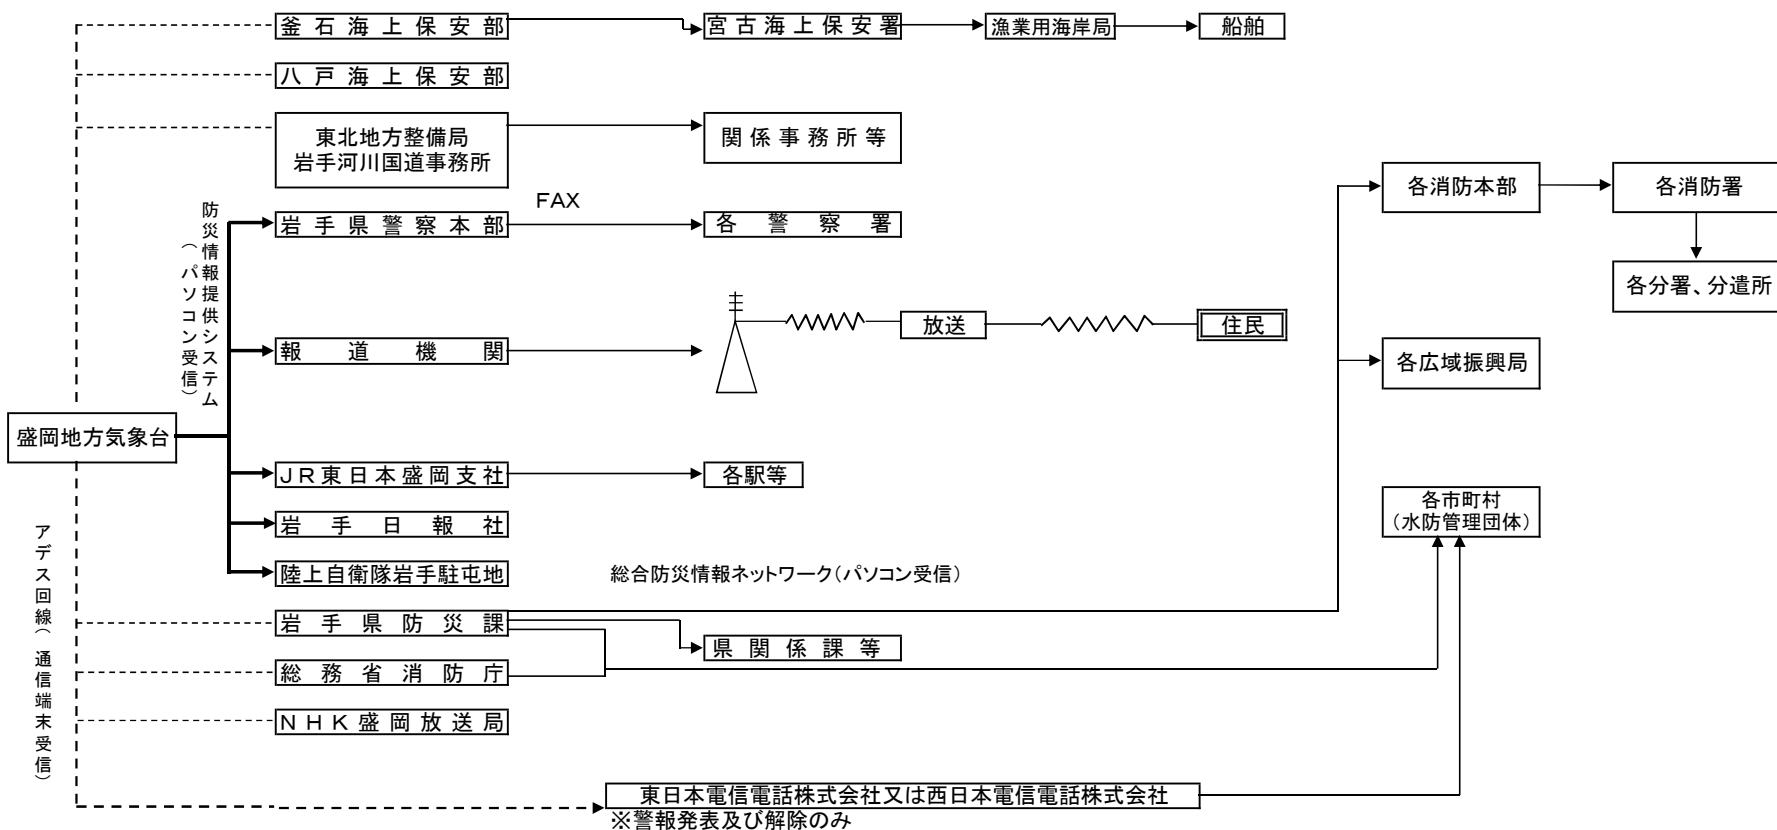 釜石海上保安部
宮古海上保安署
漁業用海岸局
船舶
八戸海上保安部
東北地方整備局
岩手河川国道事務所
関係事務所等
各消防本部
各消防署
FAX
岩手県警察本部
各警察署
各分署、分遣所
防災情報提供システム
（パソコン受信）
放送
住民
報道機関
各広域振興局
盛岡地方気象台
JR東日本盛岡支社
各駅等
各市町村
（水防管理団体）
岩手日報社
陸上自衛隊岩手駐屯地
総合防災情報ネットワーク（パソコン受信）
アデス回線（通信端末受信）
岩手県防災課
県関係課等
総務省消防庁
NHK盛岡放送局
東日本電信電話株式会社又は西日本電信電話株式会社
※警報発表及び解除のみ